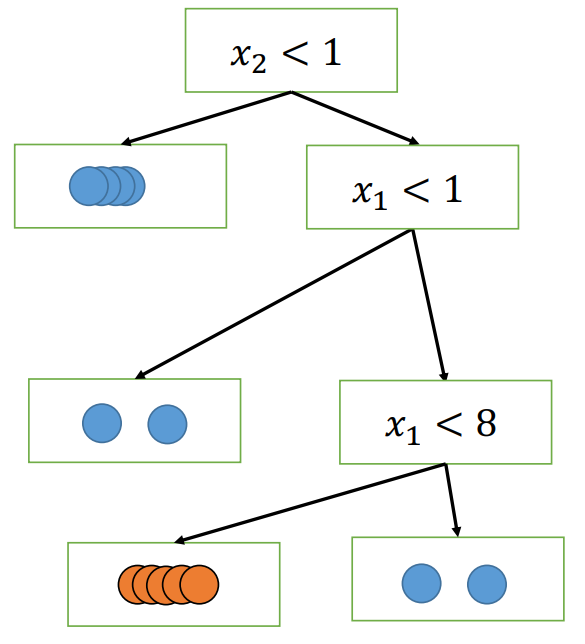 x₂ < 1
x₁ < 1
x₁ < 8